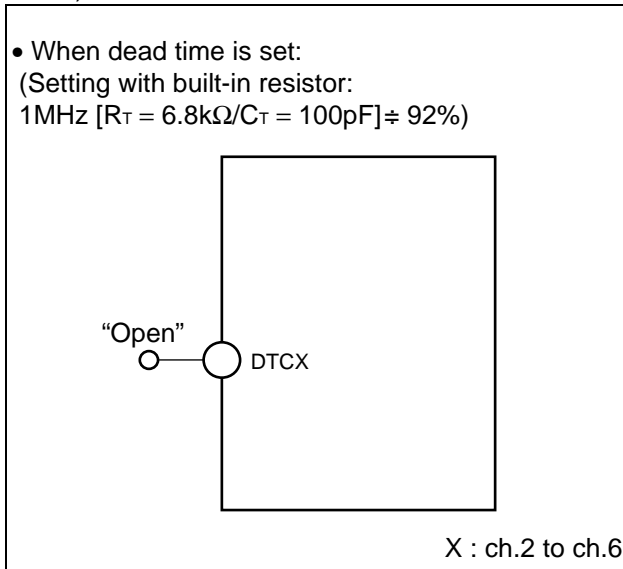 • When dead time is set:
(Setting with built-in resistor:
1MHz [RT = 6.8kΩ/CT = 100pF]≑ 92%)
“Open”
DTCX
X : ch.2 to ch.6